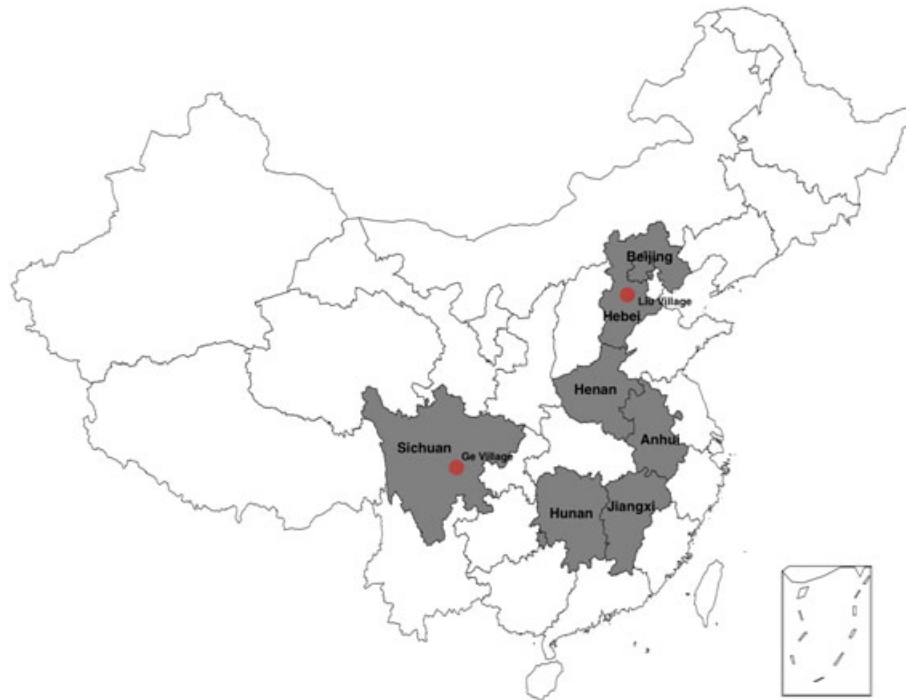 Beijing
Liu Village
Hebei
Henan
Anhui
Sichuan
Ge Village
Hunan
Jiangxi